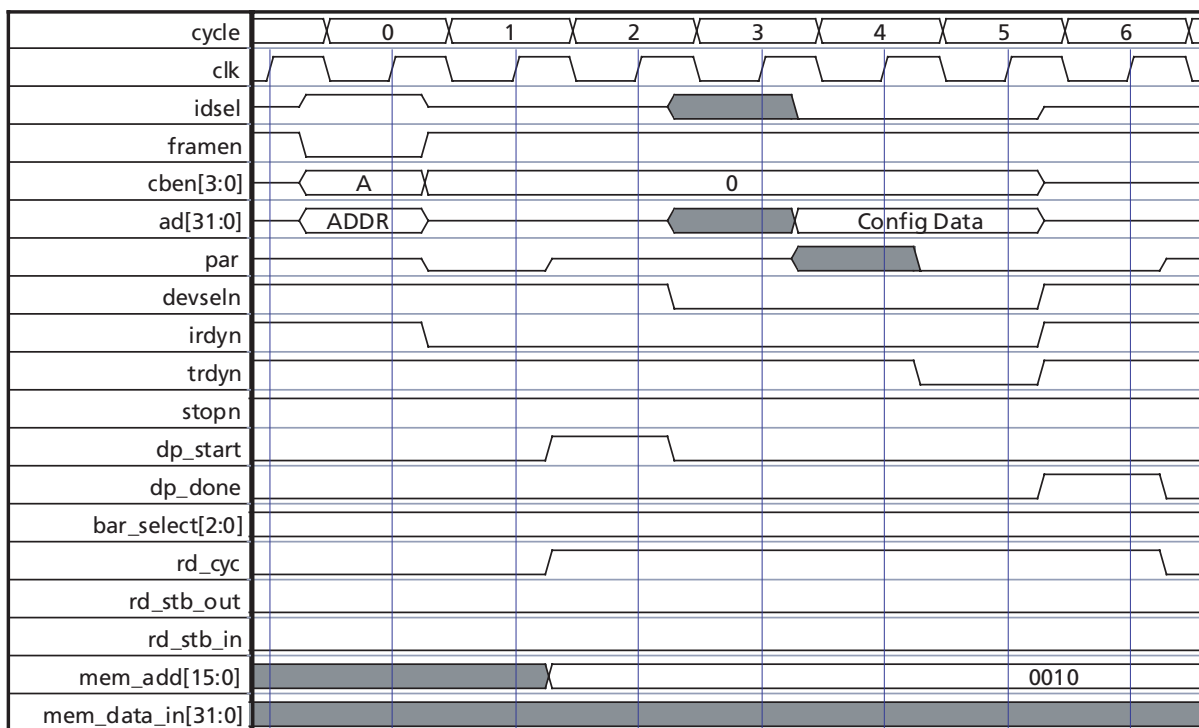 cycle 0 1 2 3 4 5 6
clk
idsel
framen
cben[3:0] A 0
ad[31:0] ADDR Config Data
par
devseln
irdyn
trdyn
stopn
dp_start
dp_done
bar_select[2:0]
rd_cyc
rd_stb_out
rd_stb_in
mem_add[15:0] 0010
mem_data_in[31:0]